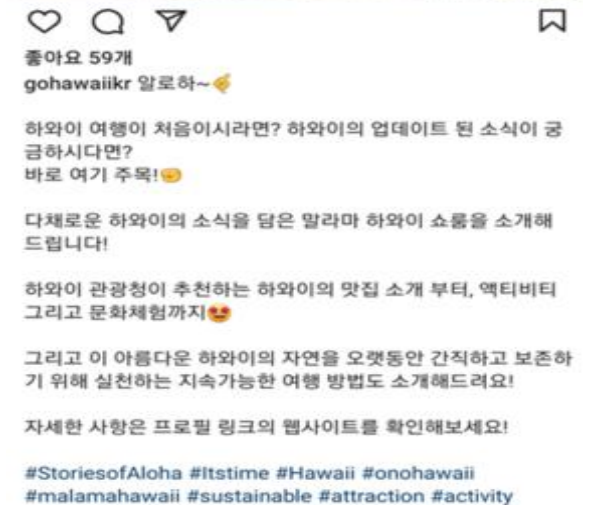 좋아요 59개
gohawaiikr 알로하~🤙
하와이 여행이 처음이시라면? 하와이의 업데이트 된 소식이 궁
금하시다면?
바로 여기 주목!✊
다채로운 하와이의 소식을 담은 말라마 하와이 쇼룸을 소개해
드립니다!
하와이 관광청이 추천하는 하와이의 맛집 소개 부터, 액티비티
그리고 문화체험까지😍
그리고 이 아름다운 하와이의 자연을 오랫동안 간직하고 보존하
기 위해 실천하는 지속가능한 여행 방법도 소개해드려요!
자세한 사항은 프로필 링크의 웹사이트를 확인해보세요!
#StoriesofAloha #Itstime #Hawaii #onohawaii
#malamahawaii #sustainable #attraction #activity